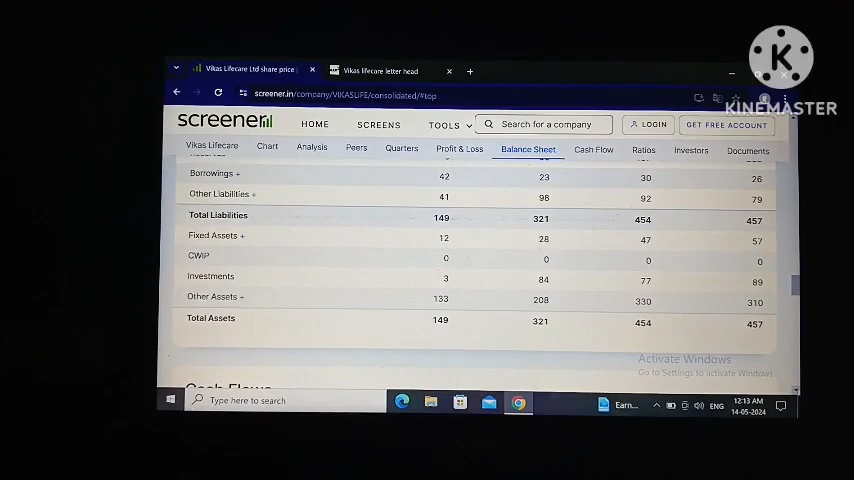 Vikas Lifecare Ltd share price |
Vikas lifecare letter head
screener.in/company/VIKASLIFE/consolidated/#top
KINEMASTER
screener
HOME SCREENS TOOLS Search for a company LOGIN GET FREE ACCOUNT
Vikas Lifecare Chart Analysis Peers Quarters Profit & Loss Balance Sheet Cash Flow Ratios Investors Documents
Borrowings + 42 23 30 26
Other Liabilities + 41 98 92 79
Total Liabilities 149 321 454 457
Fixed Assets + 12 28 47 57
CWIP 0 0 0 0
Investments 3 84 77 89
Other Assets + 133 208 330 310
Total Assets 149 321 454 457
Activate Windows
Go to Settings to activate Windows
Cash Flows
Type here to search Earn... ENG 12:13 AM
14-05-2024